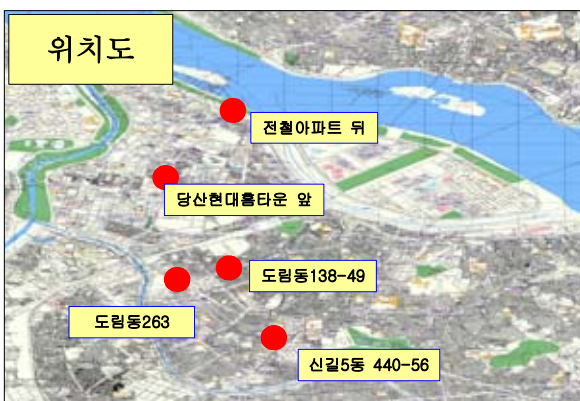 위치도
전철아파트 뒤
당산현대홈타운 앞
도림동138-49
도림동263
신길5동 440-56